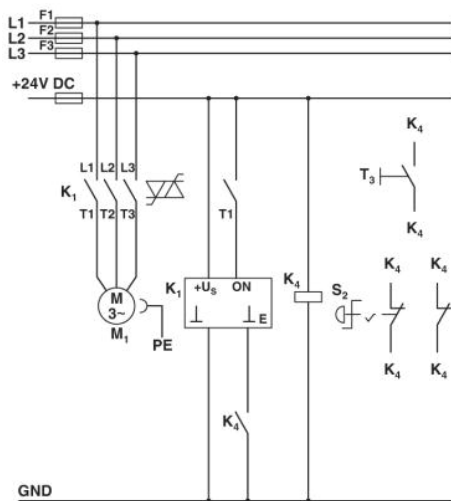 L1 F1
L2 F2
L3 F3
+24V DC
L1 L2 L3
K₁
T1 T2 T3
M
3~
M₁
PE
T1
K₁
+Uₛ ON
E
K₄
K₄
K₄
T₃
K₄
S₂
K₄ K₄
K₄ K₄
GND